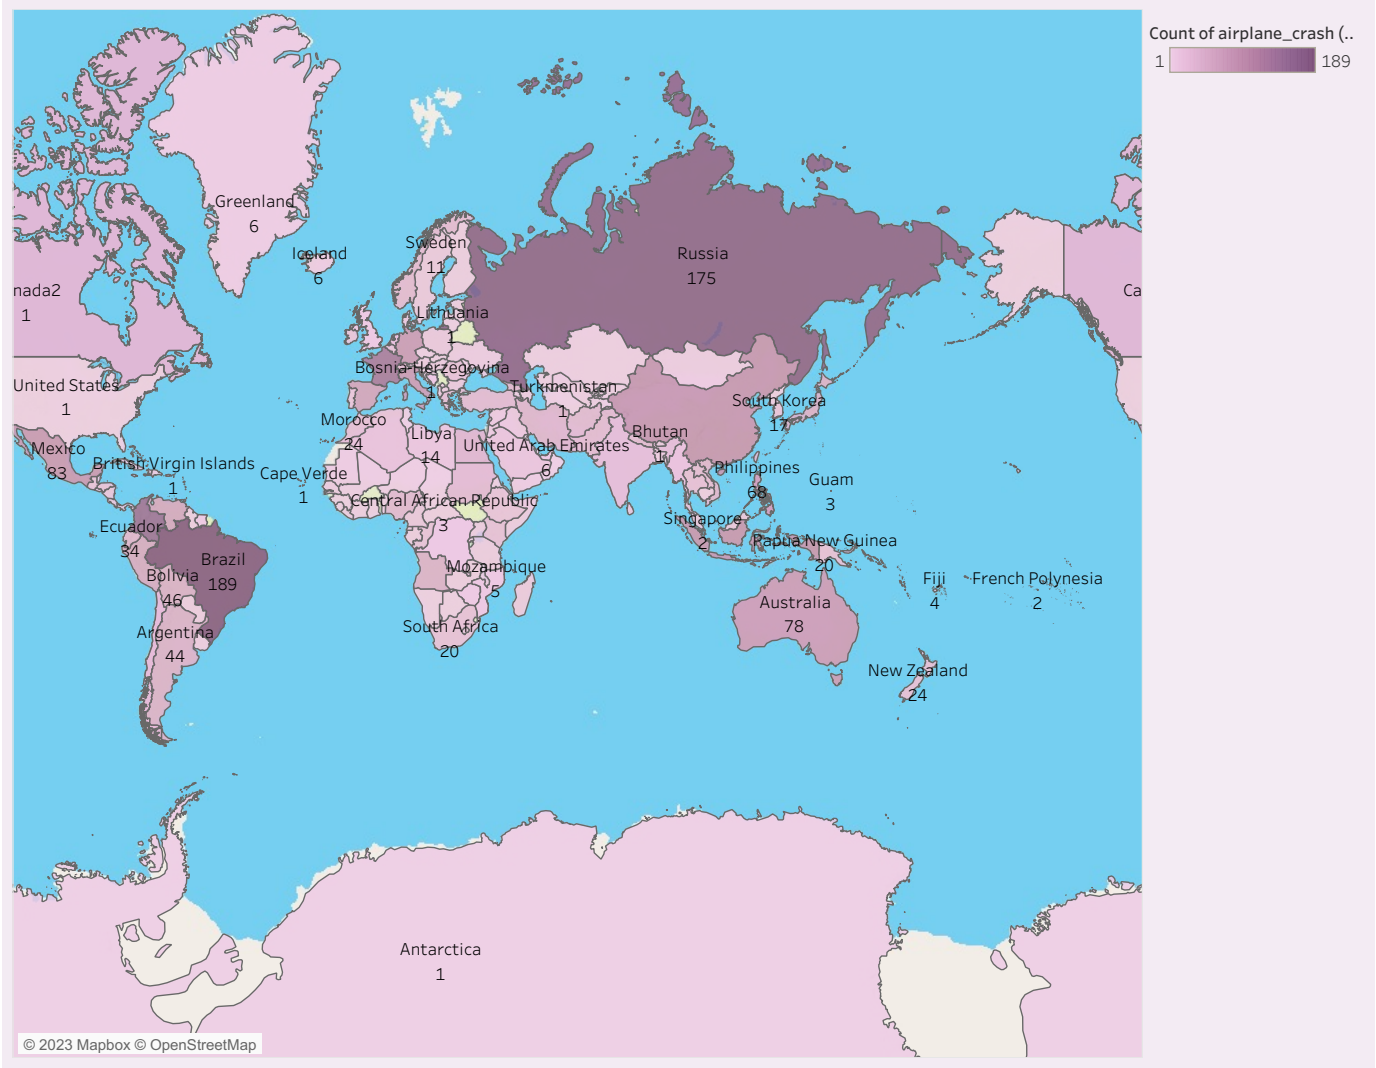 Count of airplane_crash (..
1
189
Greenland
6
Iceland
6
Sweden
11
Russia
175
nada2
1
Ca
Lithuania
1
United States
1
Bosnia-Herzegovina
1
Turkmenistan
1
South Korea
17
Morocco
24
Libya
14
Mexico
83
British Virgin Islands
1
Cape Verde
1
United Arab Emirates
6
Bhutan
1
Philippines
68
Guam
3
Central African Republic
3
Ecuador
34
Singapore
2
Papua New Guinea
20
Brazil
189
Bolivia
46
Mozambique
5
Fiji
4
French Polynesia
2
Australia
78
Argentina
44
South Africa
20
New Zealand
24
Antarctica
1
© 2023 Mapbox © OpenStreetMap